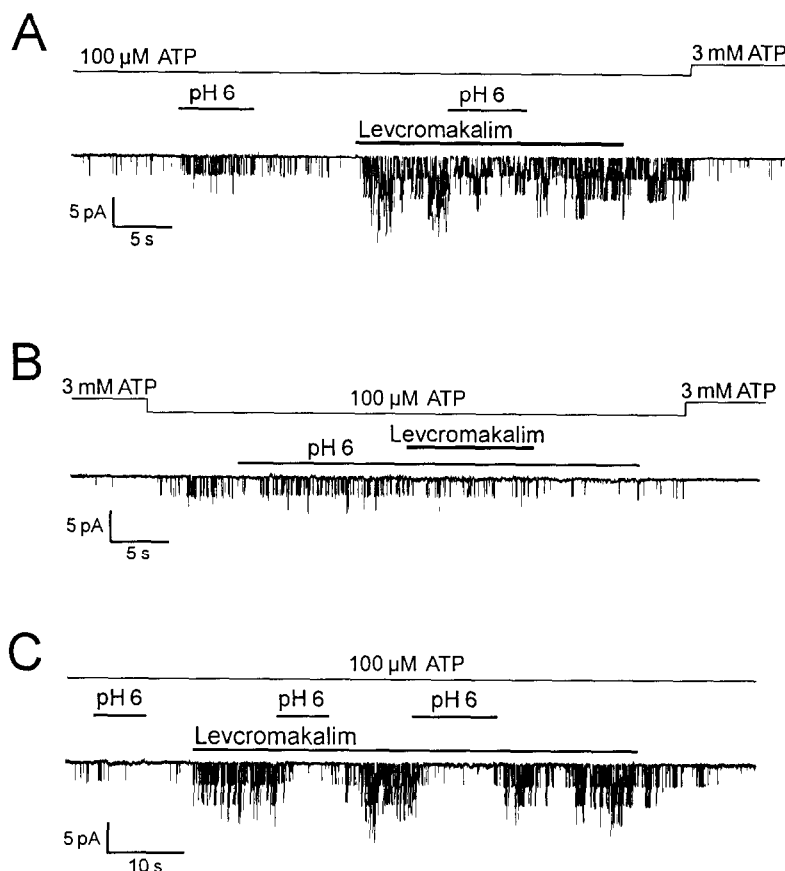 A
100 µM ATP
3 mM ATP
pH 6
pH 6
Levcromakalim
5 pA
5 s
B
3 mM ATP
100 µM ATP
3 mM ATP
Levcromakalim
pH 6
5 pA
5 s
C
100 µM ATP
pH 6
pH 6
pH 6
Levcromakalim
5 pA
10 s